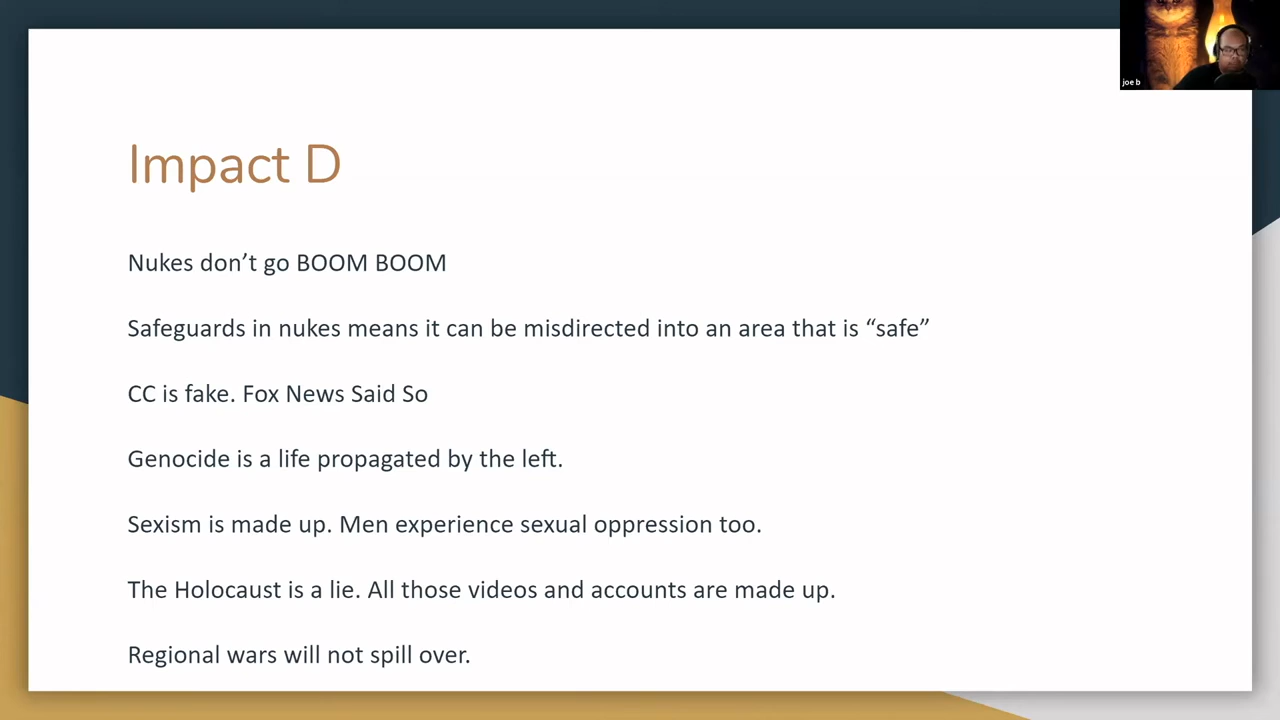 joe b
Impact D
Nukes don’t go BOOM BOOM
Safeguards in nukes means it can be misdirected into an area that is “safe”
CC is fake. Fox News Said So
Genocide is a life propagated by the left.
Sexism is made up. Men experience sexual oppression too.
The Holocaust is a lie. All those videos and accounts are made up.
Regional wars will not spill over.